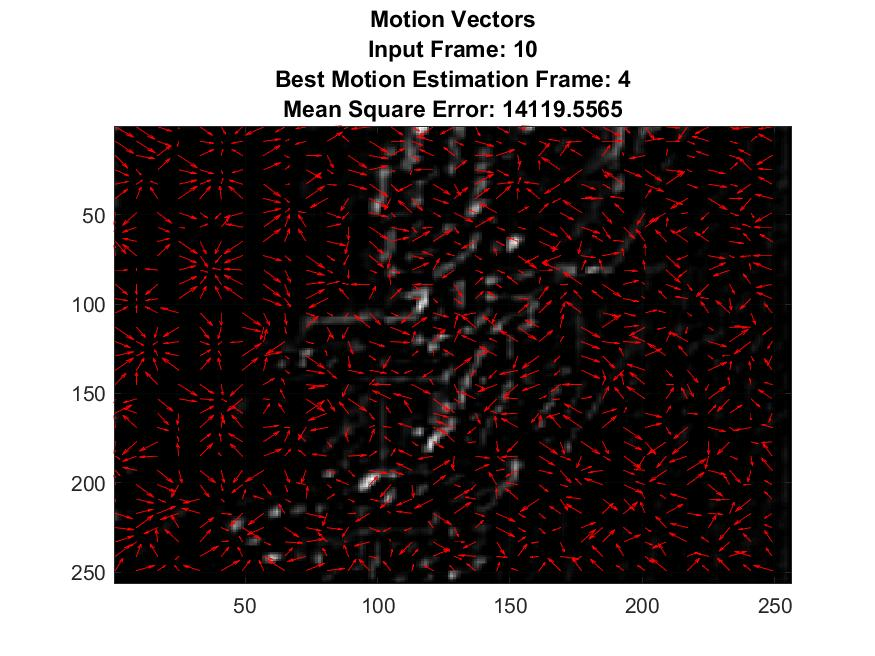 Motion Vectors
Input Frame: 10
Best Motion Estimation Frame: 4
Mean Square Error: 14119.5565
50
100
150
200
250
50
100
150
200
250